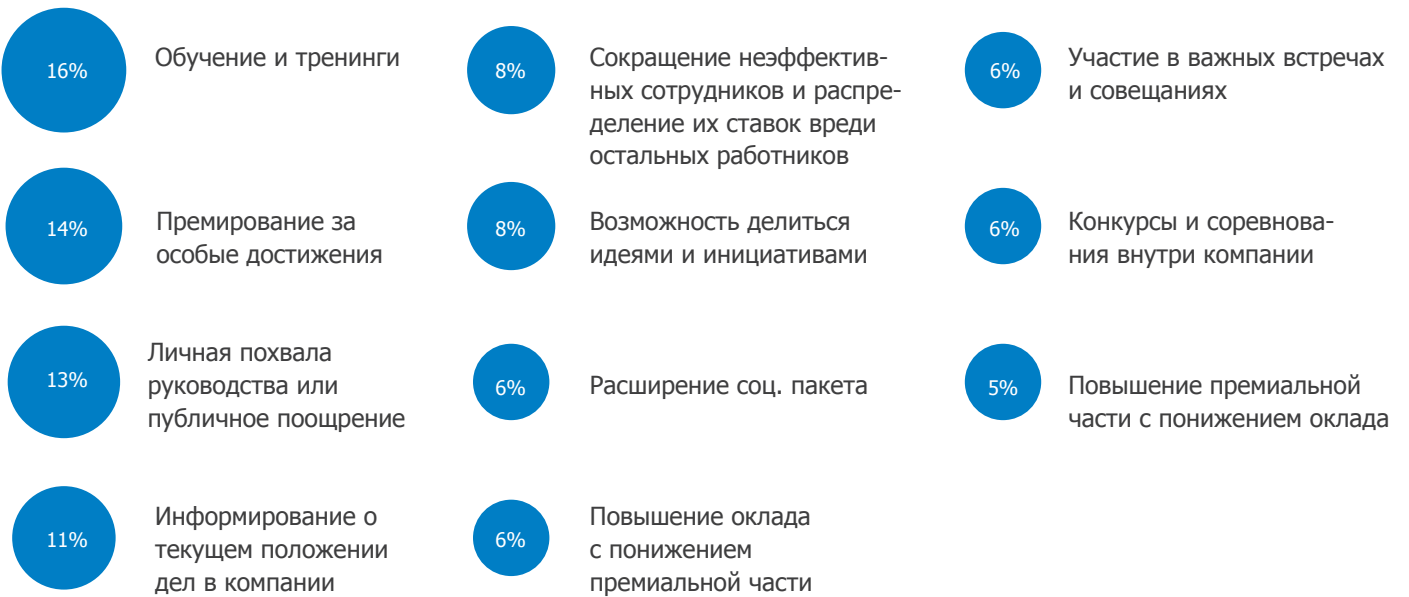 16%
Обучение и тренинги
14%
Премирование за
особые достижения
13%
Личная похвала
руководства или
публичное поощрение
11%
Информирование о
текущем положении
дел в компании
8%
Сокращение неэффектив-
ных сотрудников и распре-
деление их ставок вреди
остальных работников
8%
Возможность делиться
идеями и инициативами
6%
Расширение соц. пакета
6%
Повышение оклада
с понижением
премиальной части
6%
Участие в важных встречах
и совещаниях
6%
Конкурсы и соревнова-
ния внутри компании
5%
Повышение премиальной
части с понижением оклада